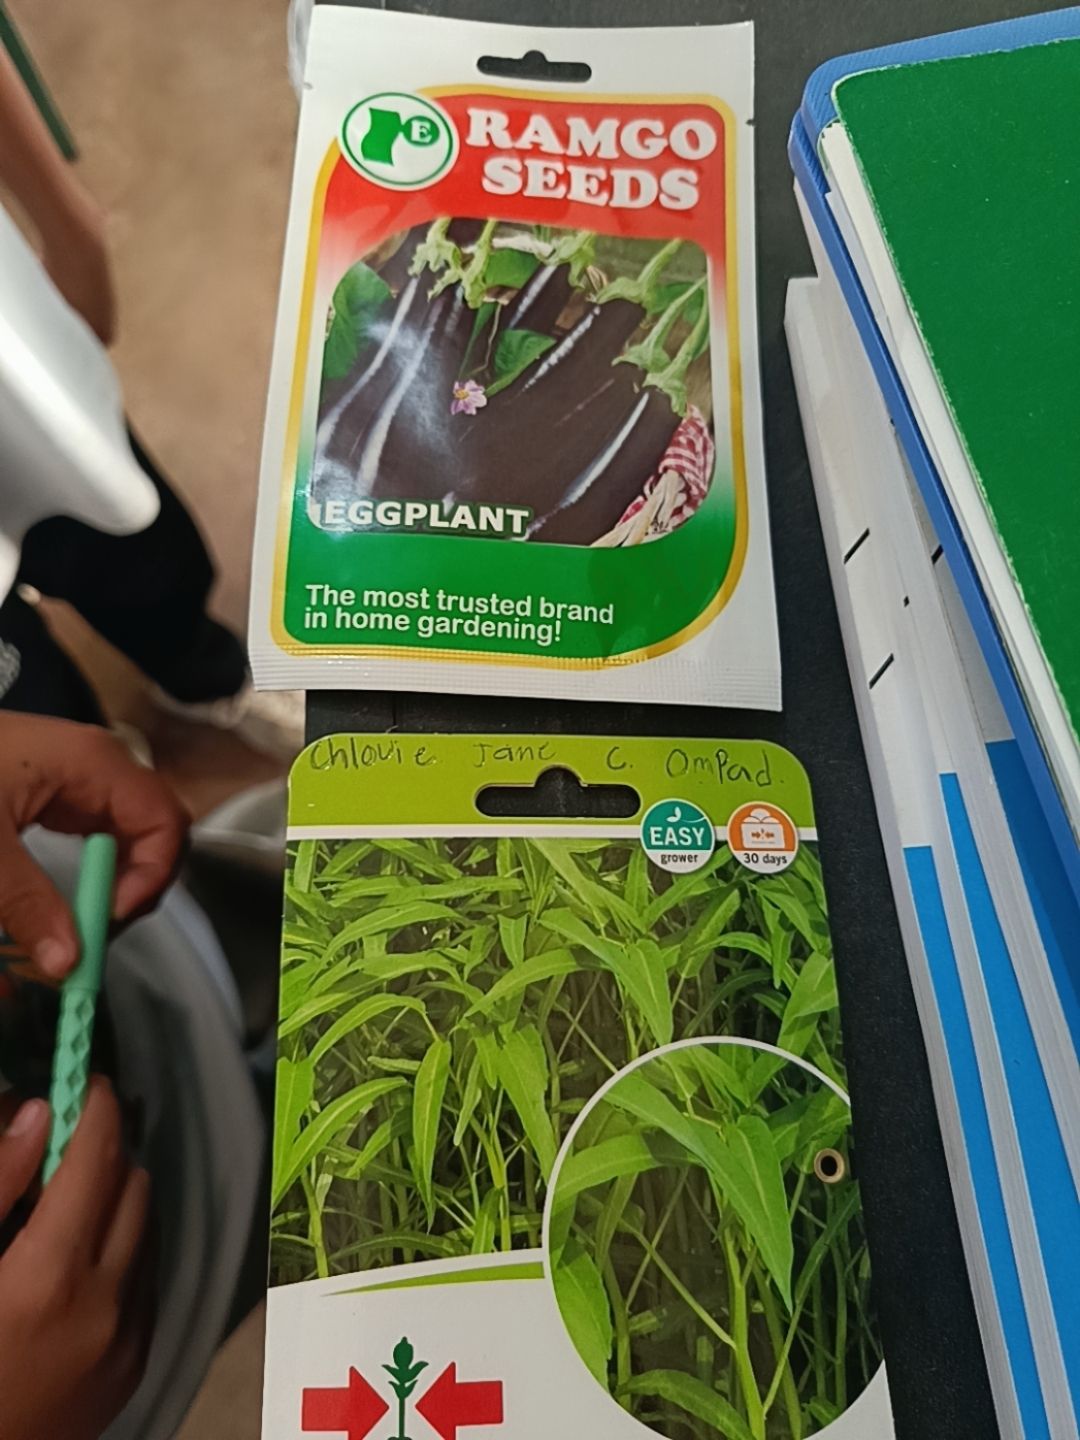 E
RAMGO
SEEDS
EGGPLANT
The most trusted brand
in home gardening!
Chlovie Jane C. OmPad.
EASY
grower
30 days